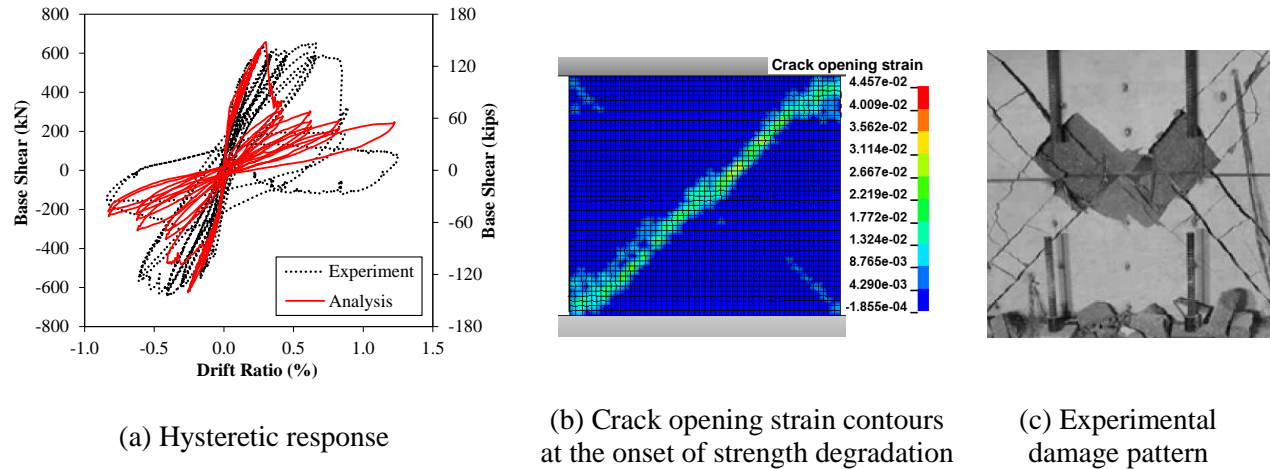 800
600
400
200
0
-200
-400
-600
-800
180
120
60
0
-60
-120
-180
-1.0 -0.5 0.0 0.5 1.0 1.5
Base Shear (kN)
Base Shear (kips)
Drift Ratio (%)
Experiment
Analysis
(a) Hysteretic response
Crack opening strain
4.457e-02
4.009e-02
3.562e-02
3.114e-02
2.667e-02
2.219e-02
1.772e-02
1.324e-02
8.765e-03
4.290e-03
-1.855e-04
(b) Crack opening strain contours
at the onset of strength degradation
(c) Experimental
damage pattern